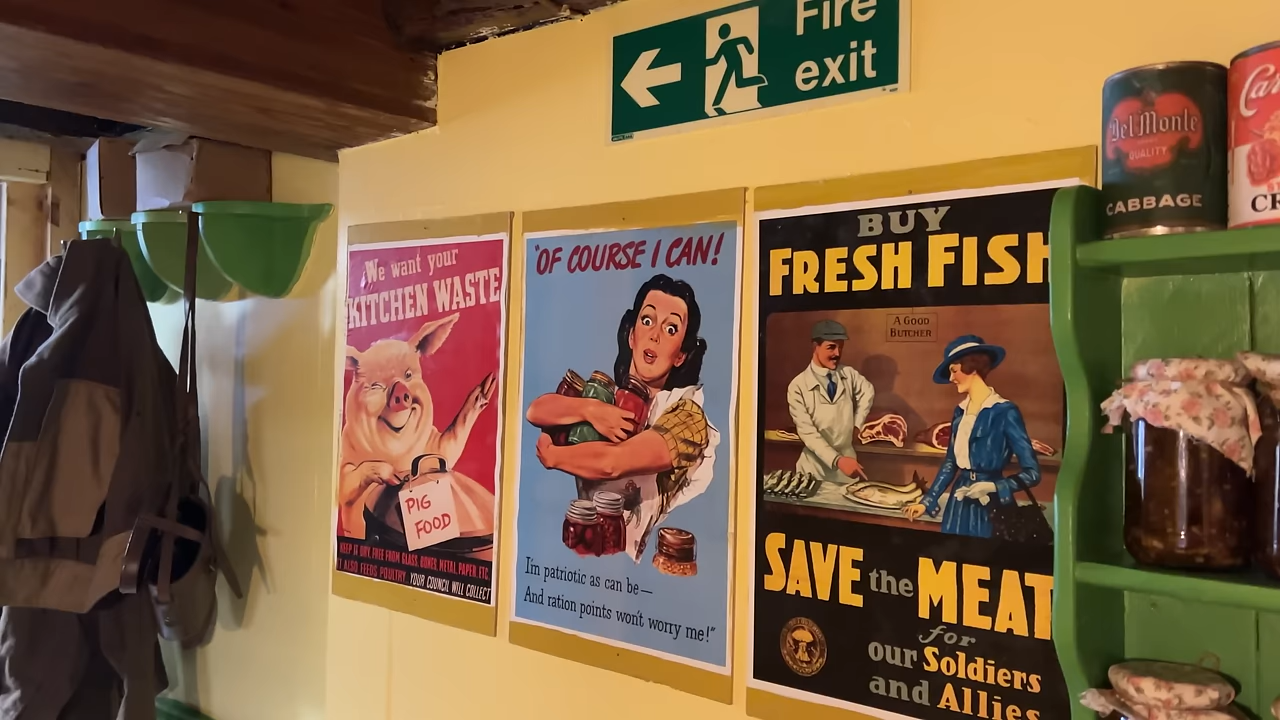 Fire
exit
We want your
KITCHEN WASTE
PIG
FOOD
KEEP IT DRY, FREE FROM GLASS, BONES, METAL, PAPER, ETC.
IT ALSO FEEDS POULTRY. YOUR COUNCIL WILL COLLECT
"OF COURSE I CAN!
I'm patriotic as can be—
And ration points won't worry me!"
BUY
FRESH FISH
A GOOD
BUTCHER
SAVE the MEAT
for
our Soldiers
and Allies
Del Monte
QUALITY
CABBAGE